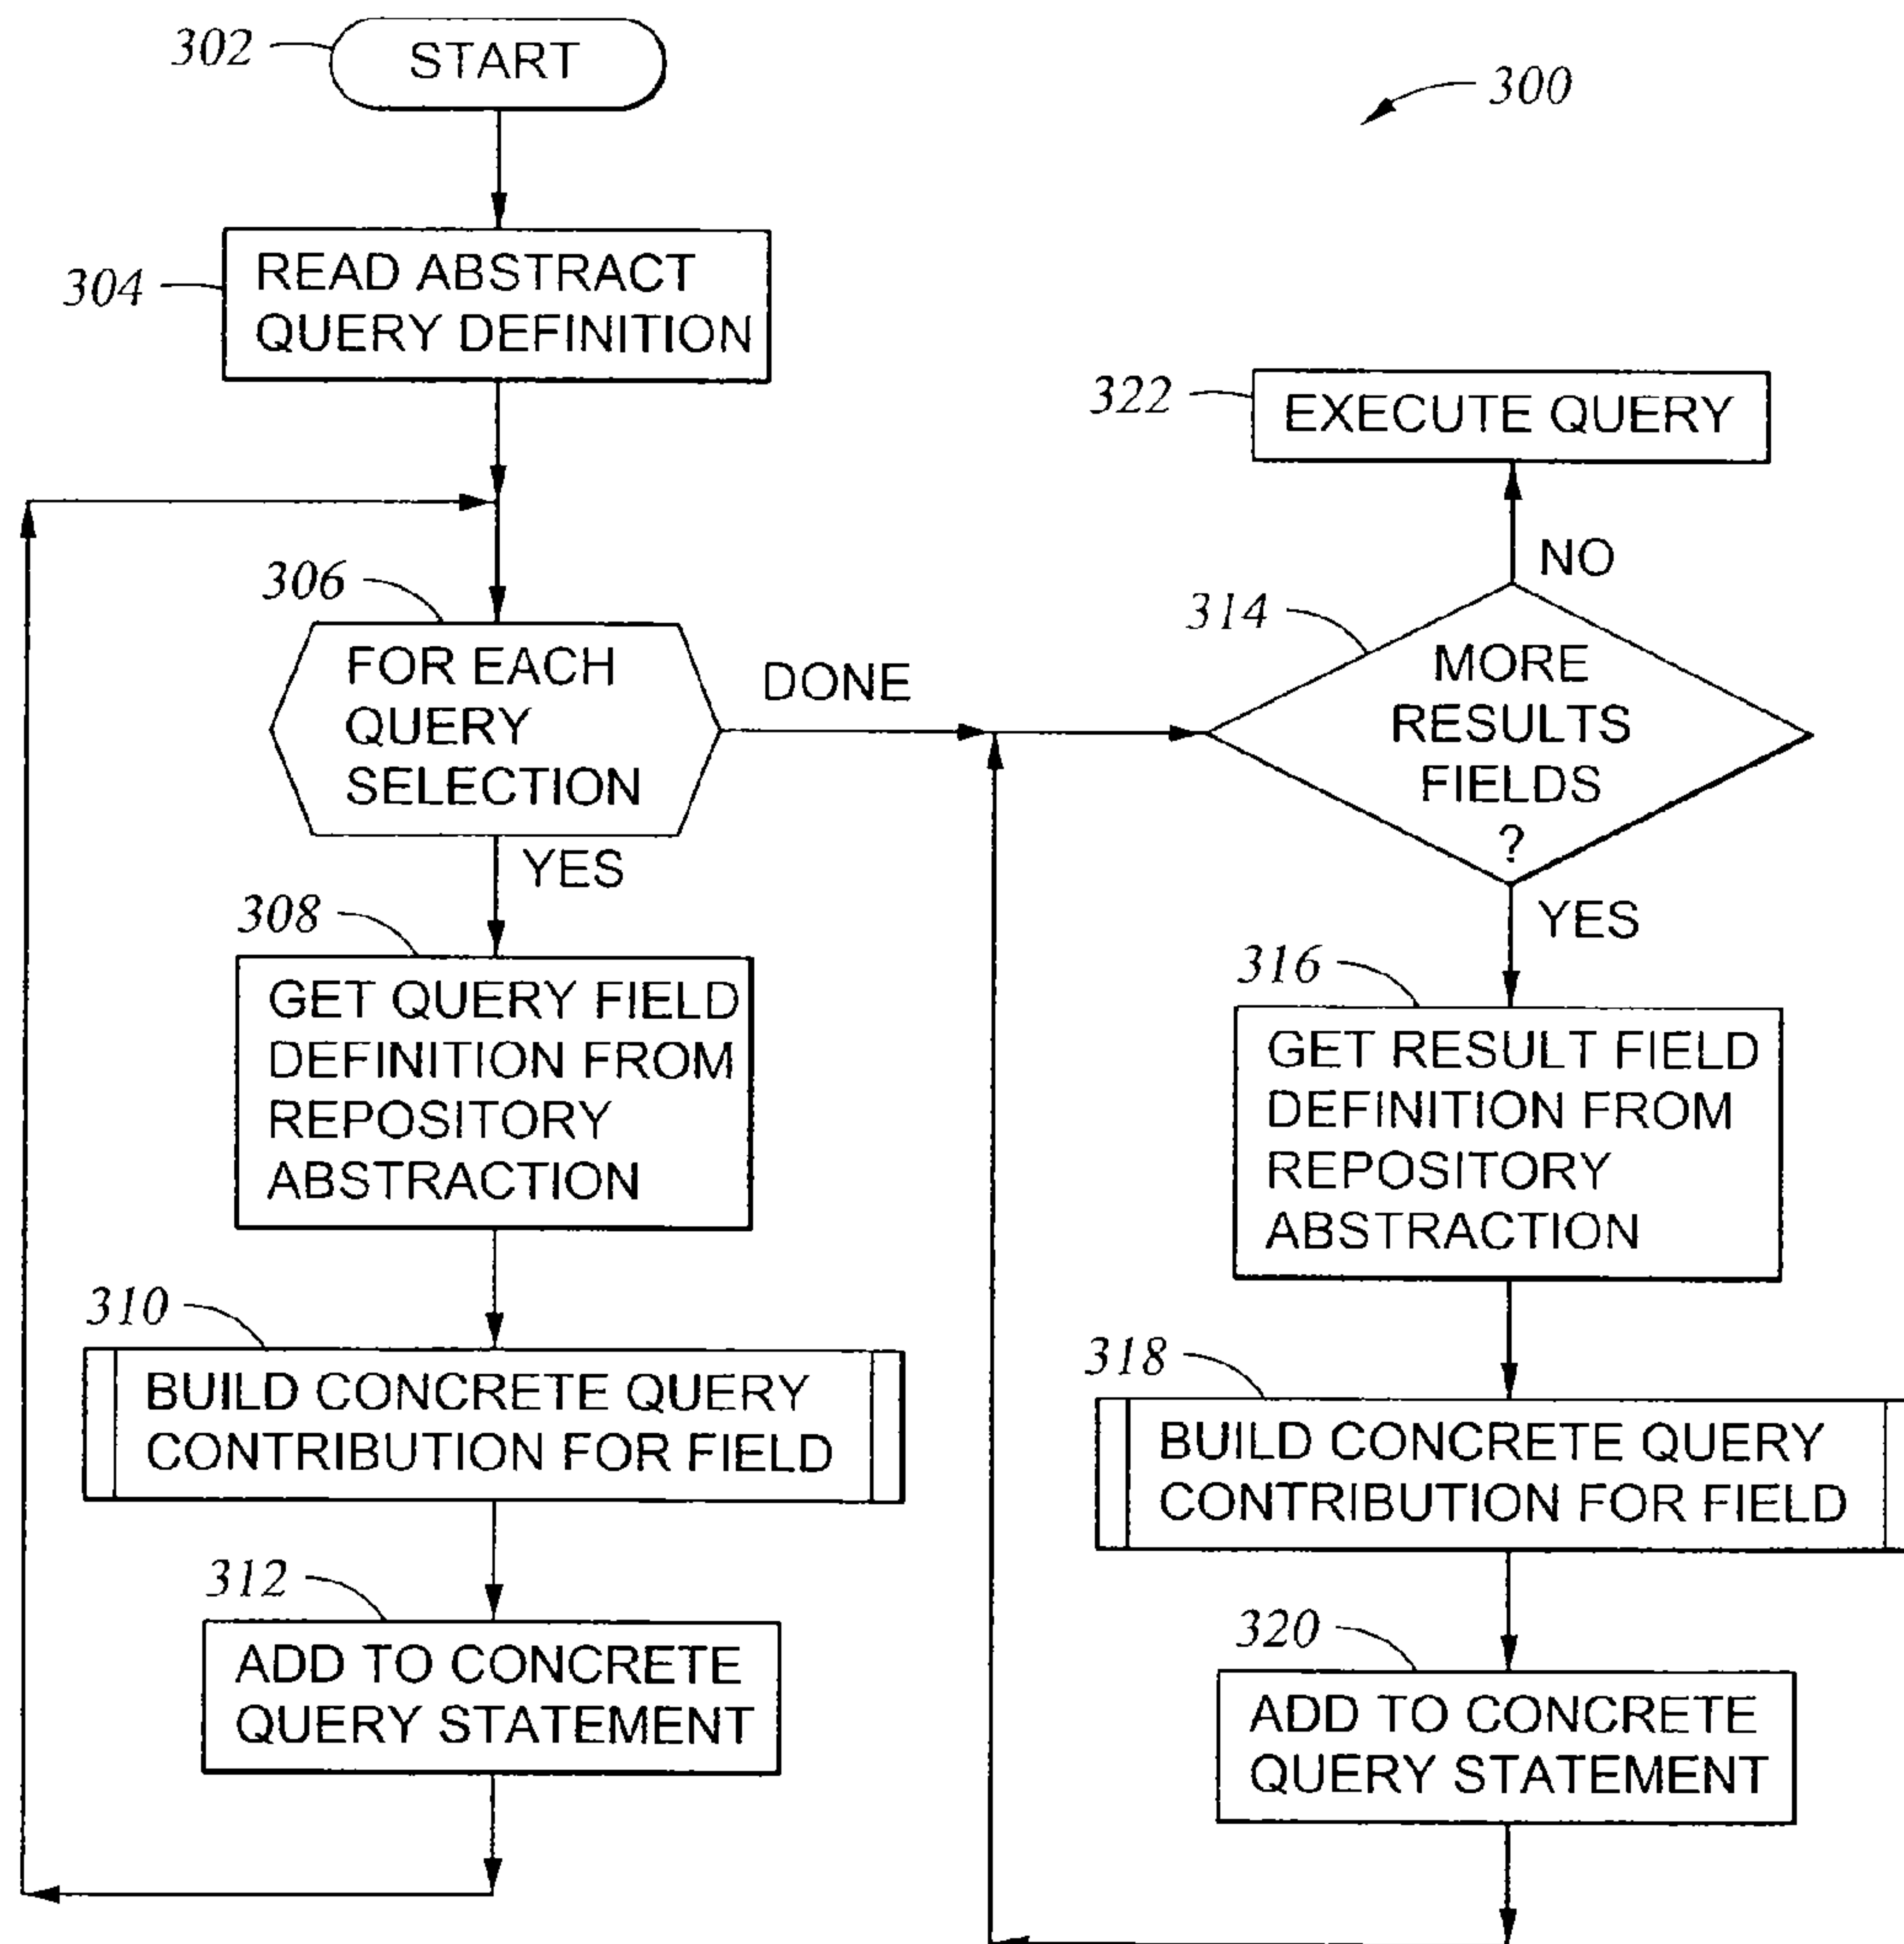 302
START
300
304
READ ABSTRACT
QUERY DEFINITION
306
FOR EACH
QUERY
SELECTION
DONE
YES
308
GET QUERY FIELD
DEFINITION FROM
REPOSITORY
ABSTRACTION
310
BUILD CONCRETE QUERY
CONTRIBUTION FOR FIELD
312
ADD TO CONCRETE
QUERY STATEMENT
322
EXECUTE QUERY
NO
314
MORE
RESULTS
FIELDS
?
YES
316
GET RESULT FIELD
DEFINITION FROM
REPOSITORY
ABSTRACTION
318
BUILD CONCRETE QUERY
CONTRIBUTION FOR FIELD
320
ADD TO CONCRETE
QUERY STATEMENT